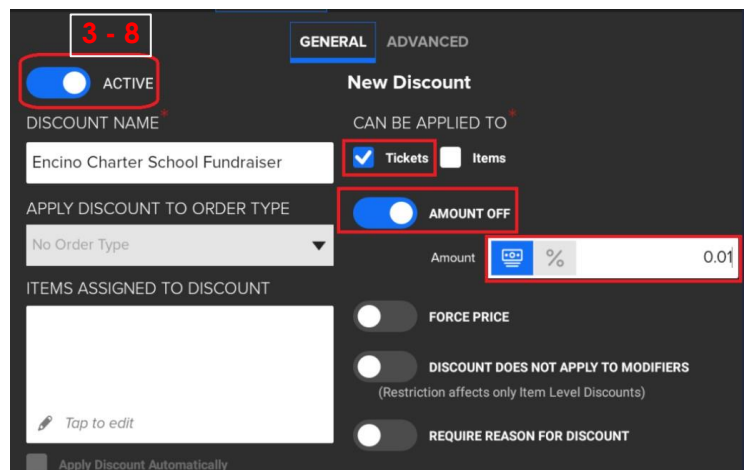 3 - 8
GENERAL ADVANCED
ACTIVE
New Discount
DISCOUNT NAME*
CAN BE APPLIED TO*
Encino Charter School Fundraiser
Tickets Items
APPLY DISCOUNT TO ORDER TYPE
AMOUNT OFF
No Order Type
Amount % 0.01
ITEMS ASSIGNED TO DISCOUNT
FORCE PRICE
DISCOUNT DOES NOT APPLY TO MODIFIERS
(Restriction affects only Item Level Discounts)
Tap to edit
REQUIRE REASON FOR DISCOUNT
Apply Discount Automatically